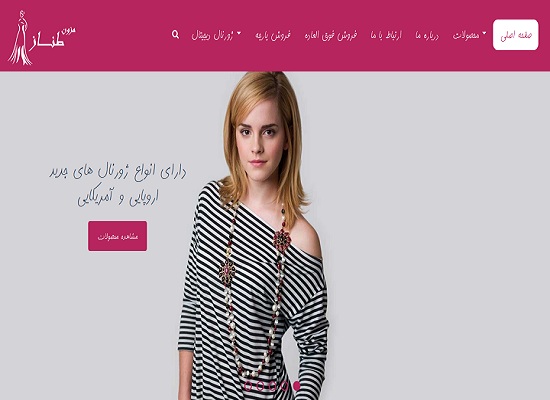 مزون
طناز
صفحه اصلی
محصولات
درباره ما
ارتباط با ما
فروش فوق العاده
فروش پارچه
ژورنال دیجیتال
دارای انواع ژورنال های جدید
اروپایی و آمریکایی
مشاهده محصولات